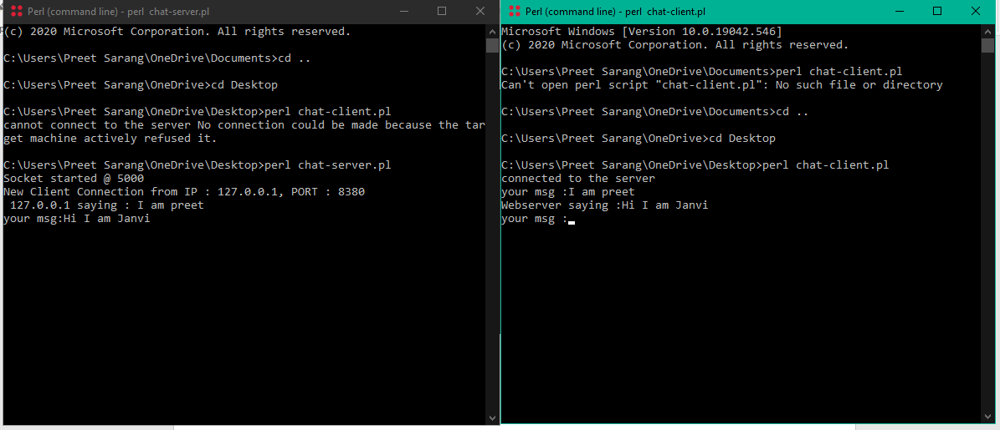 Perl (command line) - perl  chat-server.pl
(c) 2020 Microsoft Corporation. All rights reserved.
C:\Users\Preet Sarang\OneDrive\Documents>cd ..
C:\Users\Preet Sarang\OneDrive>cd Desktop
C:\Users\Preet Sarang\OneDrive\Desktop>perl chat-client.pl
cannot connect to the server No connection could be made because the tar
get machine actively refused it.
C:\Users\Preet Sarang\OneDrive\Desktop>perl chat-server.pl
Socket started @ 5000
New Client Connection from IP : 127.0.0.1, PORT : 8380
 127.0.0.1 saying : I am preet
your msg:Hi I am Janvi
Perl (command line) - perl  chat-client.pl
Microsoft Windows [Version 10.0.19042.546]
(c) 2020 Microsoft Corporation. All rights reserved.
C:\Users\Preet Sarang\OneDrive\Documents>perl chat-client.pl
Can't open perl script "chat-client.pl": No such file or directory
C:\Users\Preet Sarang\OneDrive\Documents>cd ..
C:\Users\Preet Sarang\OneDrive>cd Desktop
C:\Users\Preet Sarang\OneDrive\Desktop>perl chat-client.pl
connected to the server
your msg :I am preet
Webserver saying :Hi I am Janvi
your msg :